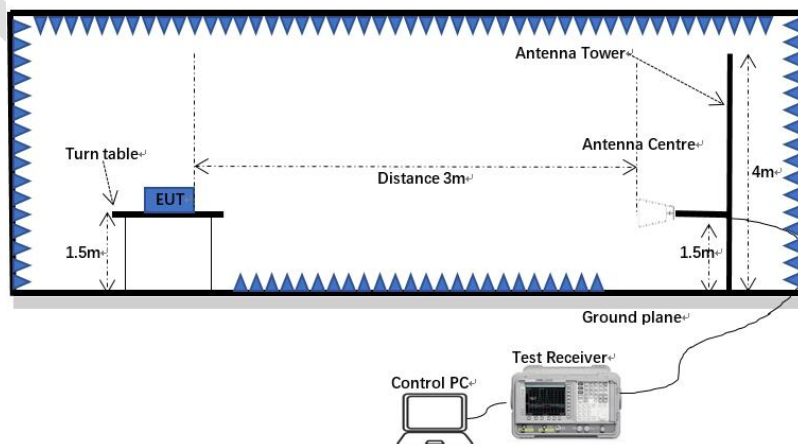 Antenna Tower
Antenna Centre
Turn table
Distance 3m
4m
EUT
1.5m
1.5m
Ground plane
Test Receiver
Control PC